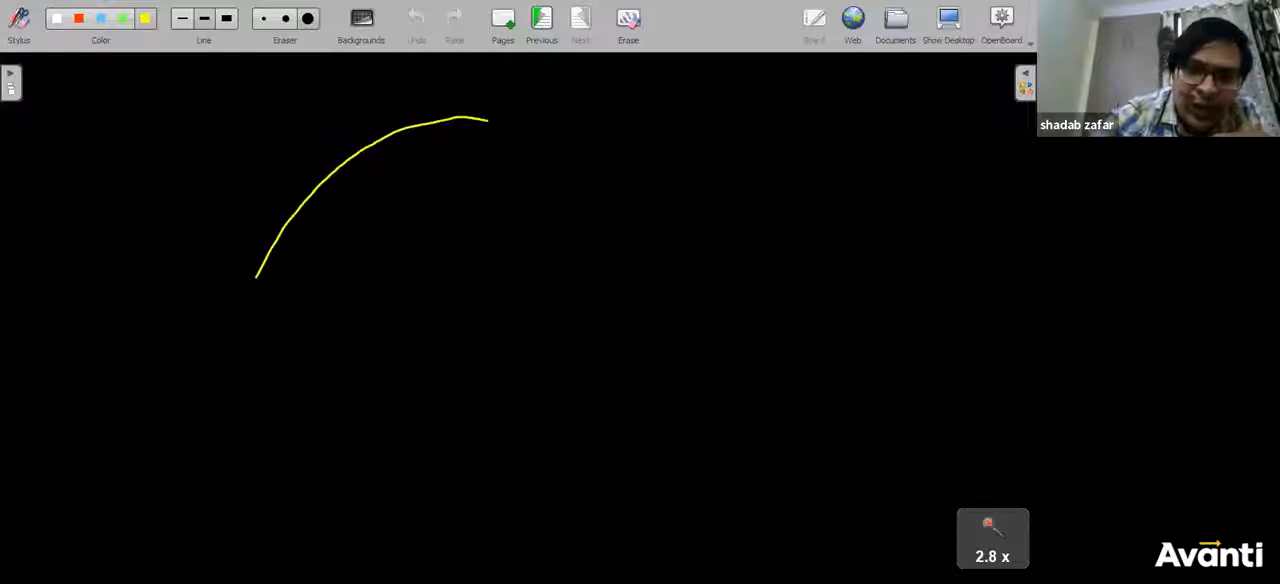 Stylus
Color
Line
Eraser
Backgrounds
Undo
Redo
Pages
Previous
Next
Erase
Board
Web
Documents
Show Desktop
OpenBoard
shadab zafar
2.8 x
Avanti